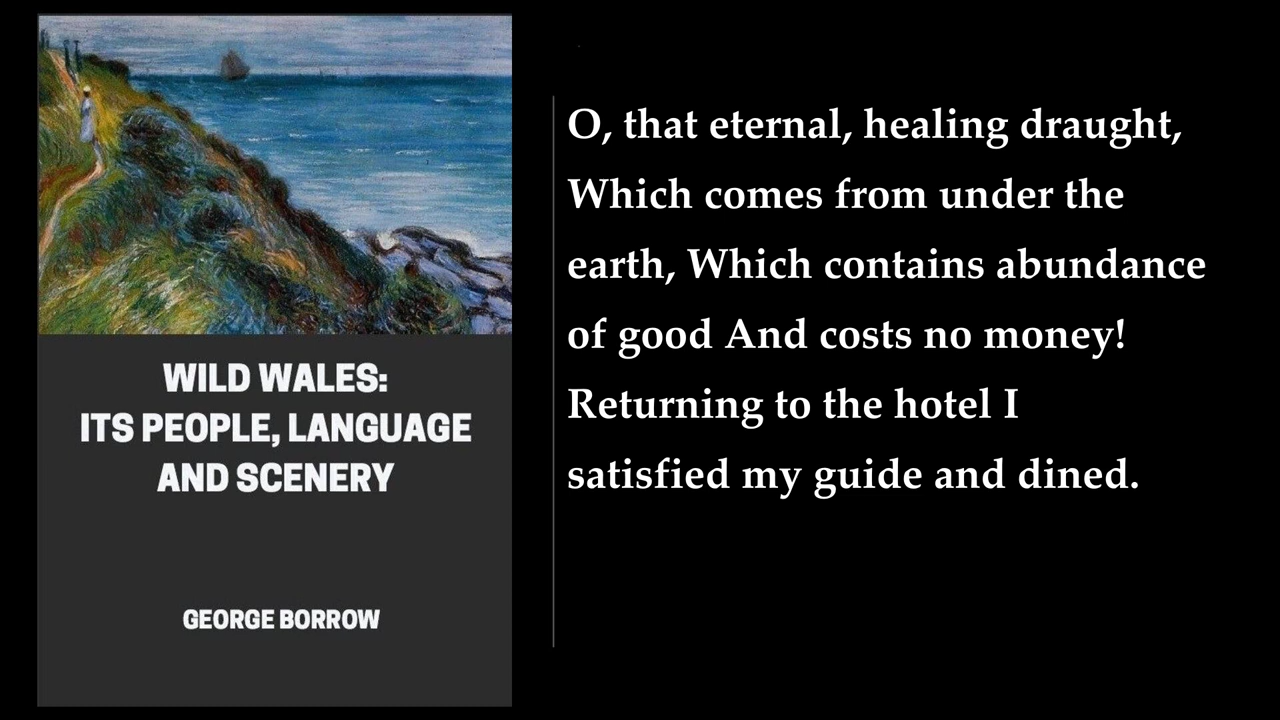 WILD WALES:
ITS PEOPLE, LANGUAGE
AND SCENERY
GEORGE BORROW
O, that eternal, healing draught,
Which comes from under the
earth, Which contains abundance
of good And costs no money!
Returning to the hotel I
satisfied my guide and dined.